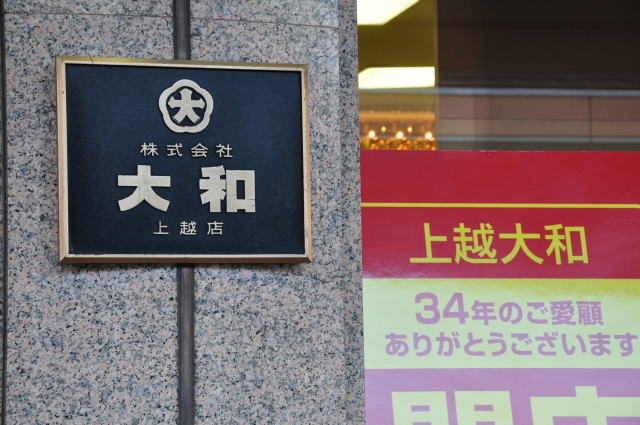 大
株式会社
大和
上越店
上越大和
34年のご愛顧
ありがとうございます